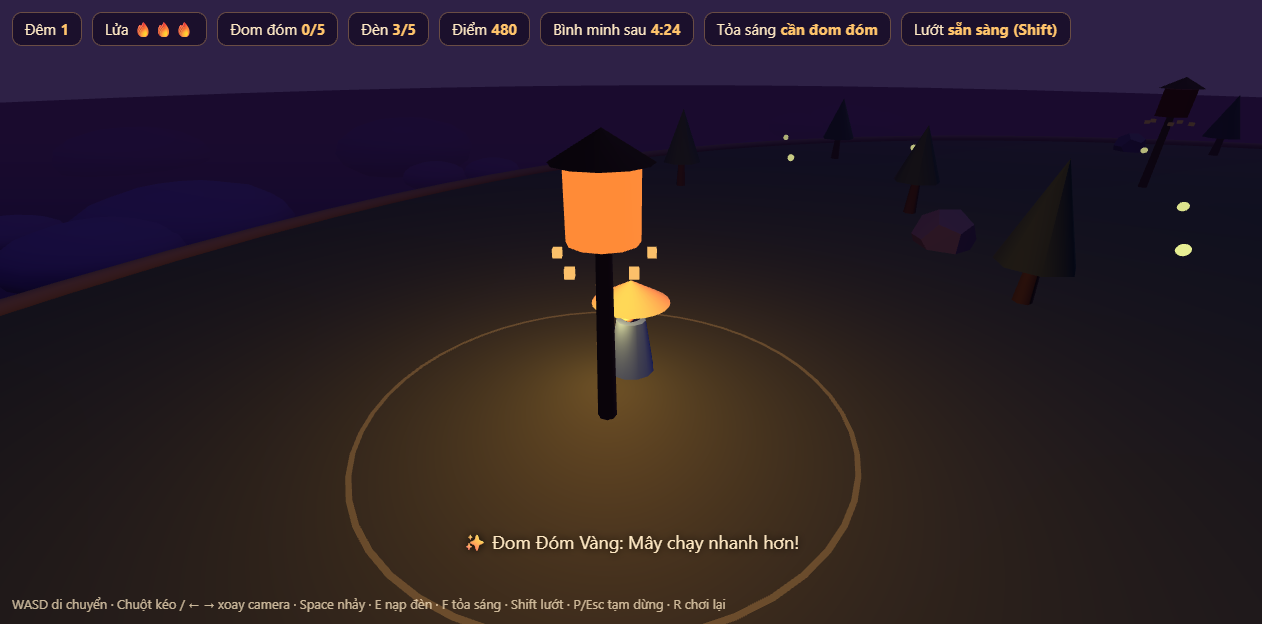 Đêm 1
Lửa 🔥 🔥 🔥
Đom đóm 0/5
Đèn 3/5
Điểm 480
Bình minh sau 4:24
Tỏa sáng cần đom đóm
Lướt sẵn sàng (Shift)
✨ Đom Đóm Vàng: Mây chạy nhanh hơn!
WASD di chuyển · Chuột kéo / ← → xoay camera · Space nhảy · E nạp đèn · F tỏa sáng · Shift lướt · P/Esc tạm dừng · R chơi lại